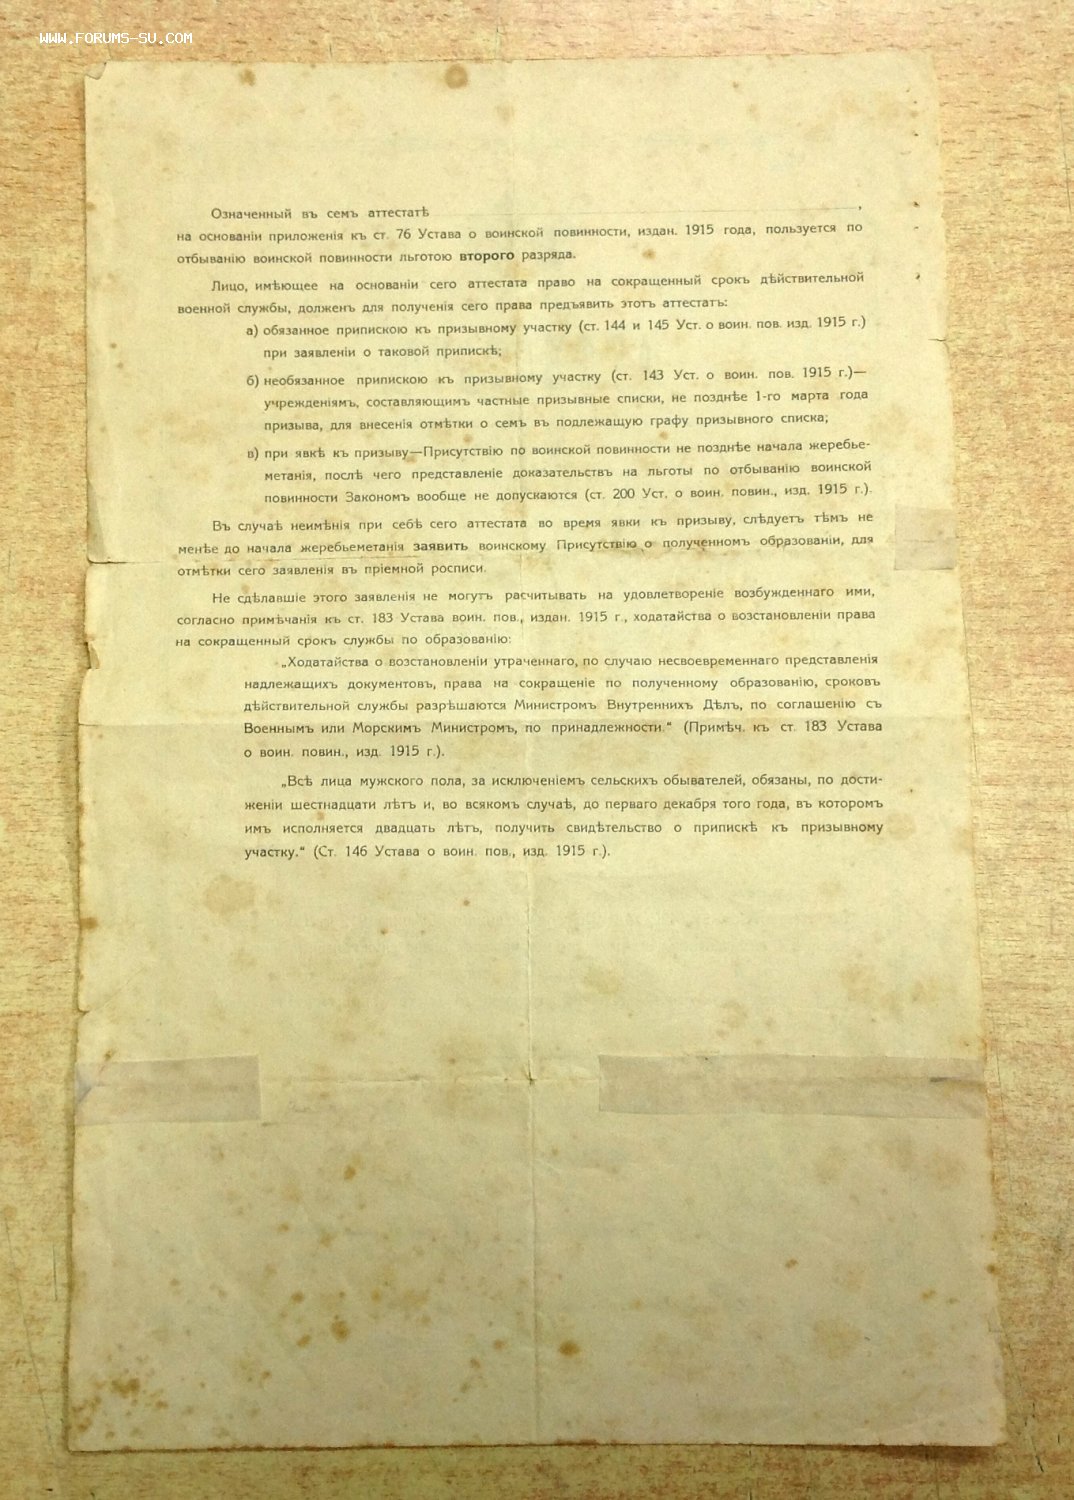 WWW.FORUMS-SU.COM
Означенный въ семъ аттестатѣ ,
на основаніи приложенія къ ст. 76 Устава о воинской повинности, издан. 1915 года, пользуется по
отбыванію воинской повинности льготою второго разряда.
Лицо, имѣющее на основаніи сего аттестата право на сокращенный срокъ дѣйствительной
военной службы, долженъ для полученія сего права предъявить этотъ аттестатъ:
а) обязанное припискою къ призывному участку (ст. 144 и 145 Уст. о воин. пов. изд. 1915 г.)
при заявленіи о таковой припискѣ;
б) необязанное припискою къ призывному участку (ст. 143 Уст. о воин. пов. 1915 г.)—
учрежденіямъ, составляющимъ частные призывные списки, не позднѣе 1-го марта года
призыва, для внесенія отмѣтки о семъ въ подлежащую графу призывного списка;
в) при явкѣ къ призыву—Присутствію по воинской повинности не позднѣе начала жеребье-
метанія, послѣ чего представленіе доказательствъ на льготы по отбыванію воинской
повинности Закономъ вообще не допускаются (ст. 200 Уст. о воин. повин., изд. 1915 г.).
Въ случаѣ неимѣнія при себѣ сего аттестата во время явки къ призыву, слѣдуетъ тѣмъ не
менѣе до начала жеребьеметанія заявить воинскому Присутствію о полученномъ образованіи, для
отмѣтки сего заявленія въ пріемной росписи.
Не сдѣлавшіе этого заявленія не могутъ расчитывать на удовлетвореніе возбужденнаго ими,
согласно примѣчанія къ ст. 183 Устава воин. пов., издан. 1915 г., ходатайства о возстановленіи права
на сокращенный срокъ службы по образованію:
„Ходатайства о возстановленіи утраченнаго, по случаю несвоевременнаго представленія
надлежащихъ документовъ, права на сокращеніе по полученному образованію, сроковъ
дѣйствительной службы разрѣшаются Министромъ Внутреннихъ Дѣлъ, по соглашенію съ
Военнымъ или Морскимъ Министромъ, по принадлежности.“ (Примѣч. къ ст. 183 Устава
о воин. повин., изд. 1915 г.).
„Всѣ лица мужского пола, за исключеніемъ сельскихъ обывателей, обязаны, по дости-
женіи шестнадцати лѣтъ и, во всякомъ случаѣ, до перваго декабря того года, въ которомъ
имъ исполняется двадцать лѣтъ, получить свидѣтельство о припискѣ къ призывному
участку.“ (Ст. 146 Устава о воин. пов., изд. 1915 г.).